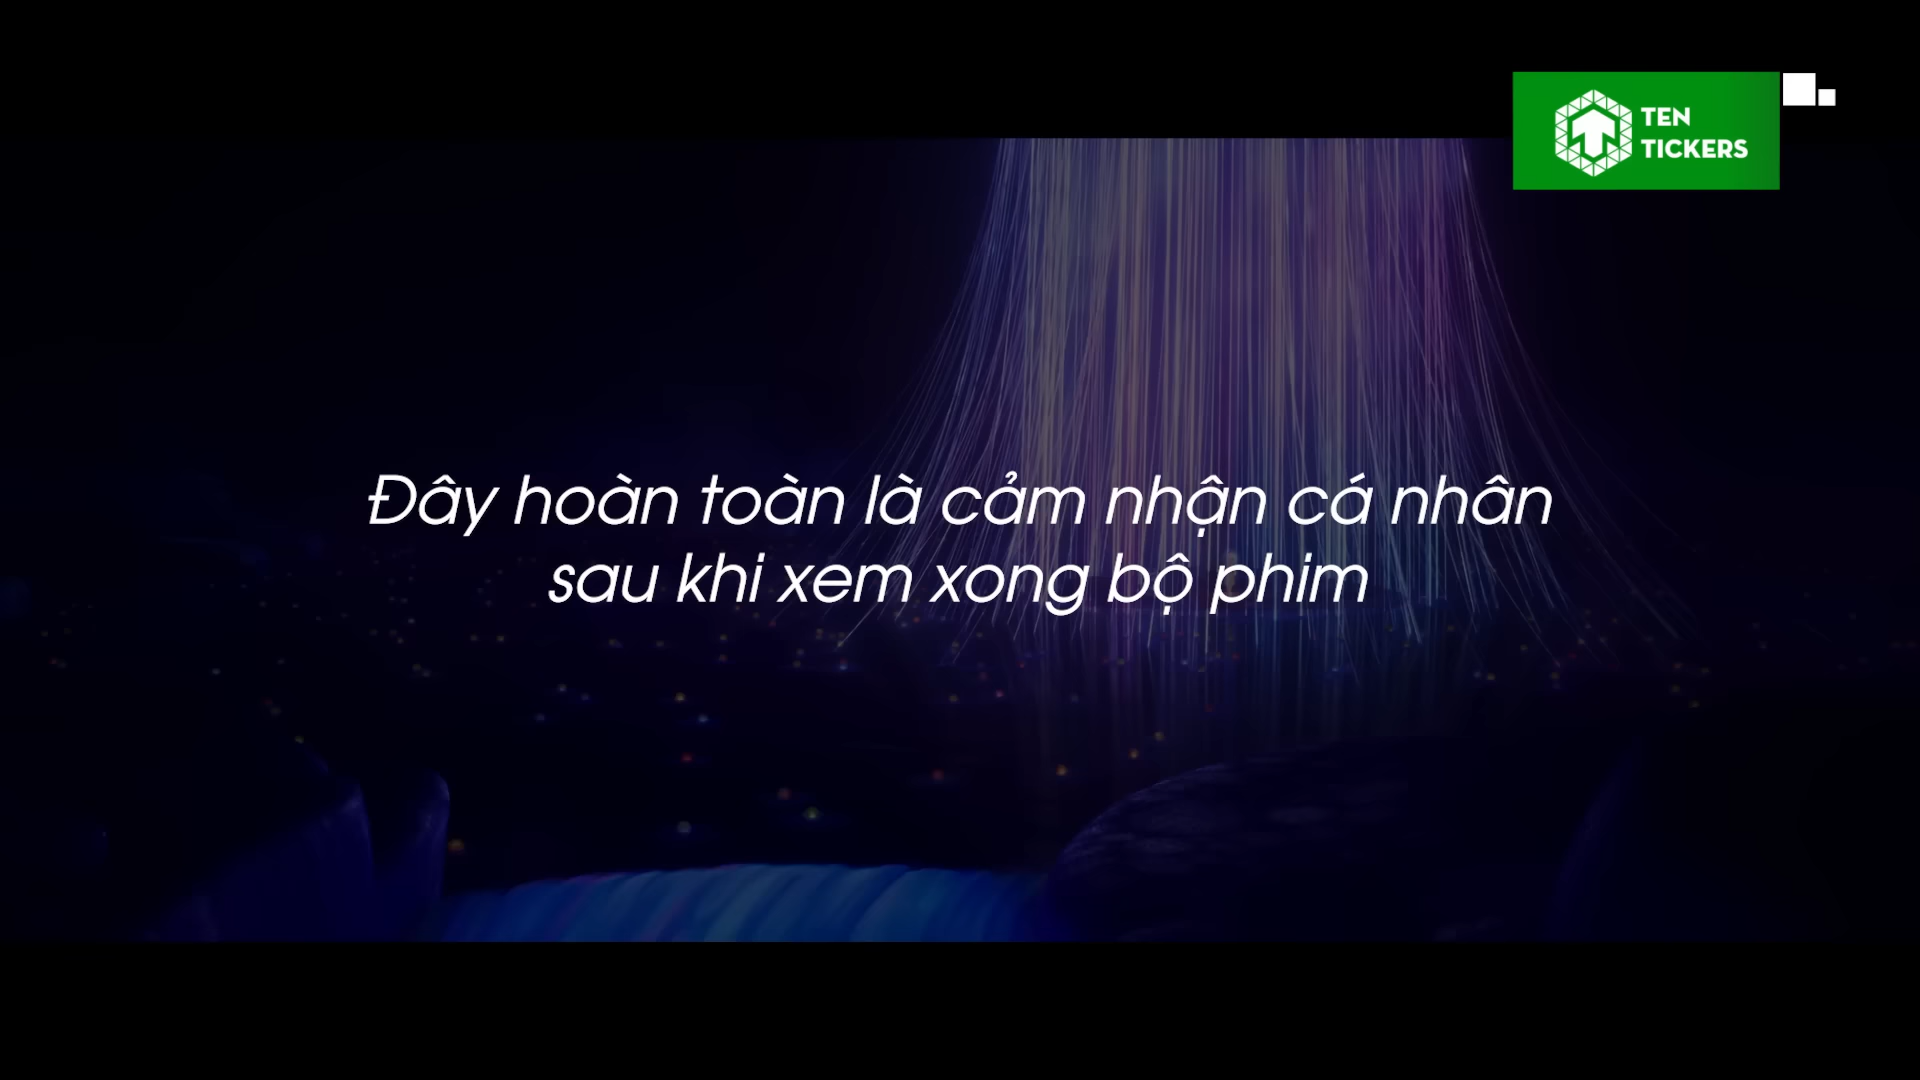 TEN
TICKERS
Đây hoàn toàn là cảm nhận cá nhân
sau khi xem xong bộ phim